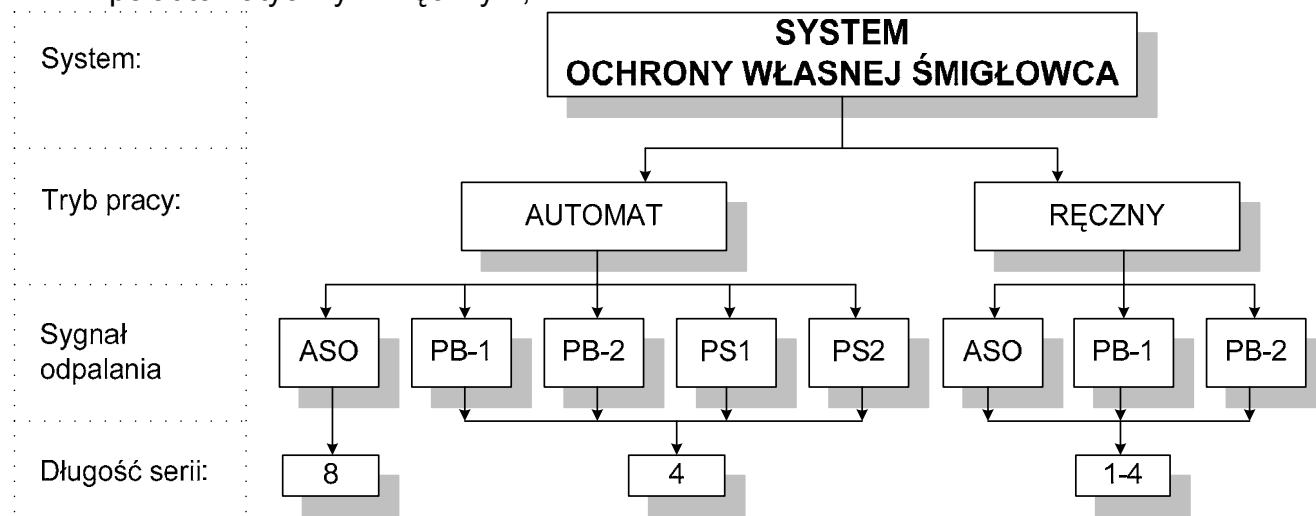 System:
SYSTEM
OCHRONY WŁASNEJ ŚMIGŁOWCA
Tryb pracy:
AUTOMAT
RĘCZNY
Sygnał
odpalania
ASO
PB-1
PB-2
PS1
PS2
ASO
PB-1
PB-2
Długość serii:
8
4
1-4